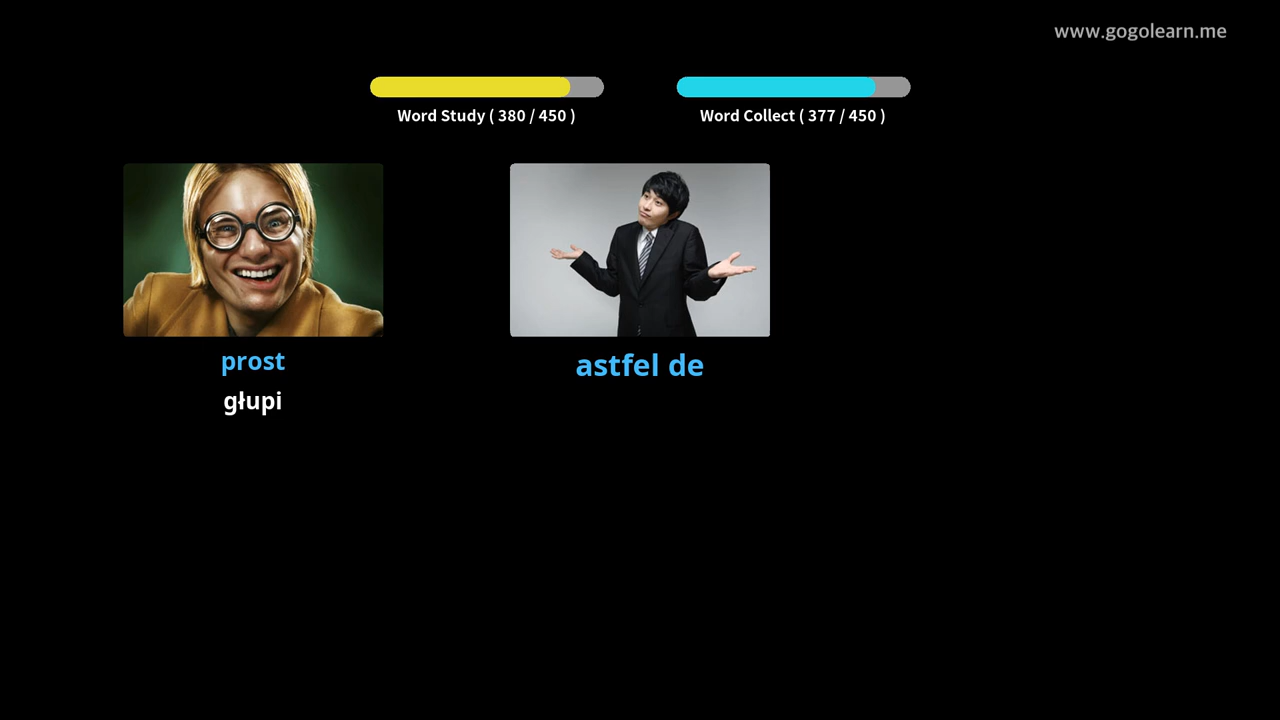 www.gogolearn.me
Word Study ( 380 / 450 )
Word Collect ( 377 / 450 )
prost
głupi
astfel de